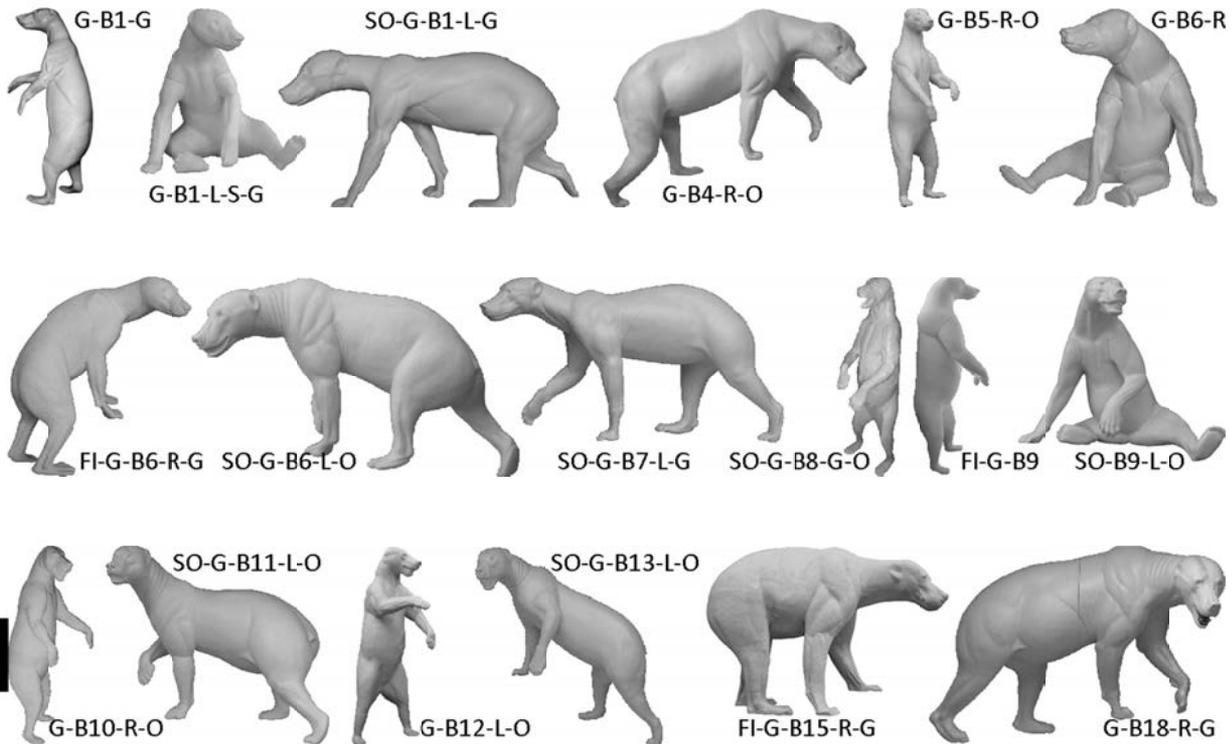 G-B1-G
SO-G-B1-L-G
G-B5-R-O
G-B6-R
G-B1-L-S-G
G-B4-R-O
FI-G-B6-R-G
SO-G-B6-L-O
SO-G-B7-L-G
SO-G-B8-G-O
FI-G-B9
SO-B9-L-O
SO-G-B11-L-O
SO-G-B13-L-O
G-B10-R-O
G-B12-L-O
FI-G-B15-R-G
G-B18-R-G